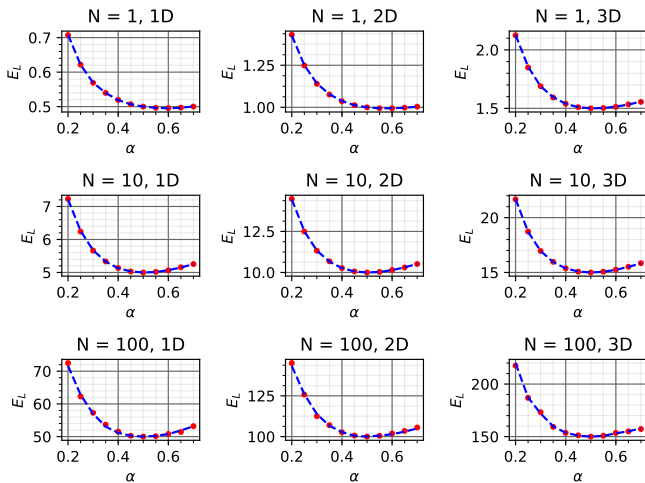 N = 1, 1D
N = 1, 2D
N = 1, 3D
E_L
0.7
0.6
0.5
0.2 0.4 0.6
α
E_L
1.25
1.00
0.2 0.4 0.6
α
E_L
2.0
1.5
0.2 0.4 0.6
α
N = 10, 1D
N = 10, 2D
N = 10, 3D
E_L
7
6
5
0.2 0.4 0.6
α
E_L
12.5
10.0
0.2 0.4 0.6
α
E_L
20
15
0.2 0.4 0.6
α
N = 100, 1D
N = 100, 2D
N = 100, 3D
E_L
70
60
50
0.2 0.4 0.6
α
E_L
125
100
0.2 0.4 0.6
α
E_L
200
150
0.2 0.4 0.6
α